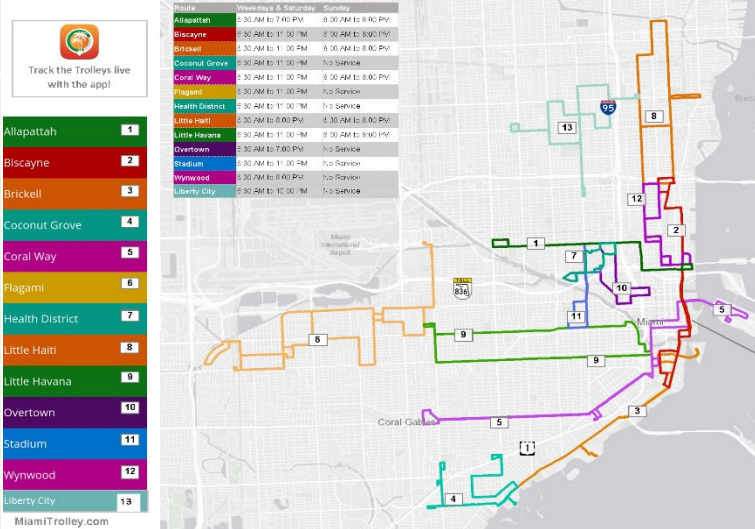 Track the Trolleys live
with the app!
Allapattah 1
Biscayne 2
Brickell 3
Coconut Grove 4
Coral Way 5
Flagami 6
Health District 7
Little Haiti 8
Little Havana 9
Overtown 10
Stadium 11
Wynwood 12
Liberty City 13
MiamiTrolley.com
Route Weekdays & Saturday Sunday
Allapattah 6:30 AM to 7:00 PM 8:00 AM to 8:00 PM
Biscayne 6:30 AM to 11:00 PM 8:00 AM to 8:00 PM
Brickell 6:30 AM to 11:00 PM 8:00 AM to 8:00 PM
Coconut Grove 6:30 AM to 11:00 PM No Service
Coral Way 6:30 AM to 11:00 PM 8:00 AM to 8:00 PM
Flagami 6:30 AM to 11:00 PM No Service
Health District 6:30 AM to 11:00 PM No Service
Little Haiti 6:30 AM to 8:00 PM 6:30 AM to 8:00 PM
Little Havana 6:30 AM to 11:00 PM 8:00 AM to 8:00 PM
Overtown 6:30 AM to 7:00 PM No Service
Stadium 6:30 AM to 11:00 PM No Service
Wynwood 6:30 AM to 8:00 PM No Service
Liberty City 6:30 AM to 10:00 PM No Service
95
8
13
12
2
1
Miami
International
Airport
7
836
10
5
11
Miami
6
9
9
3
Coral Gables
5
1
4